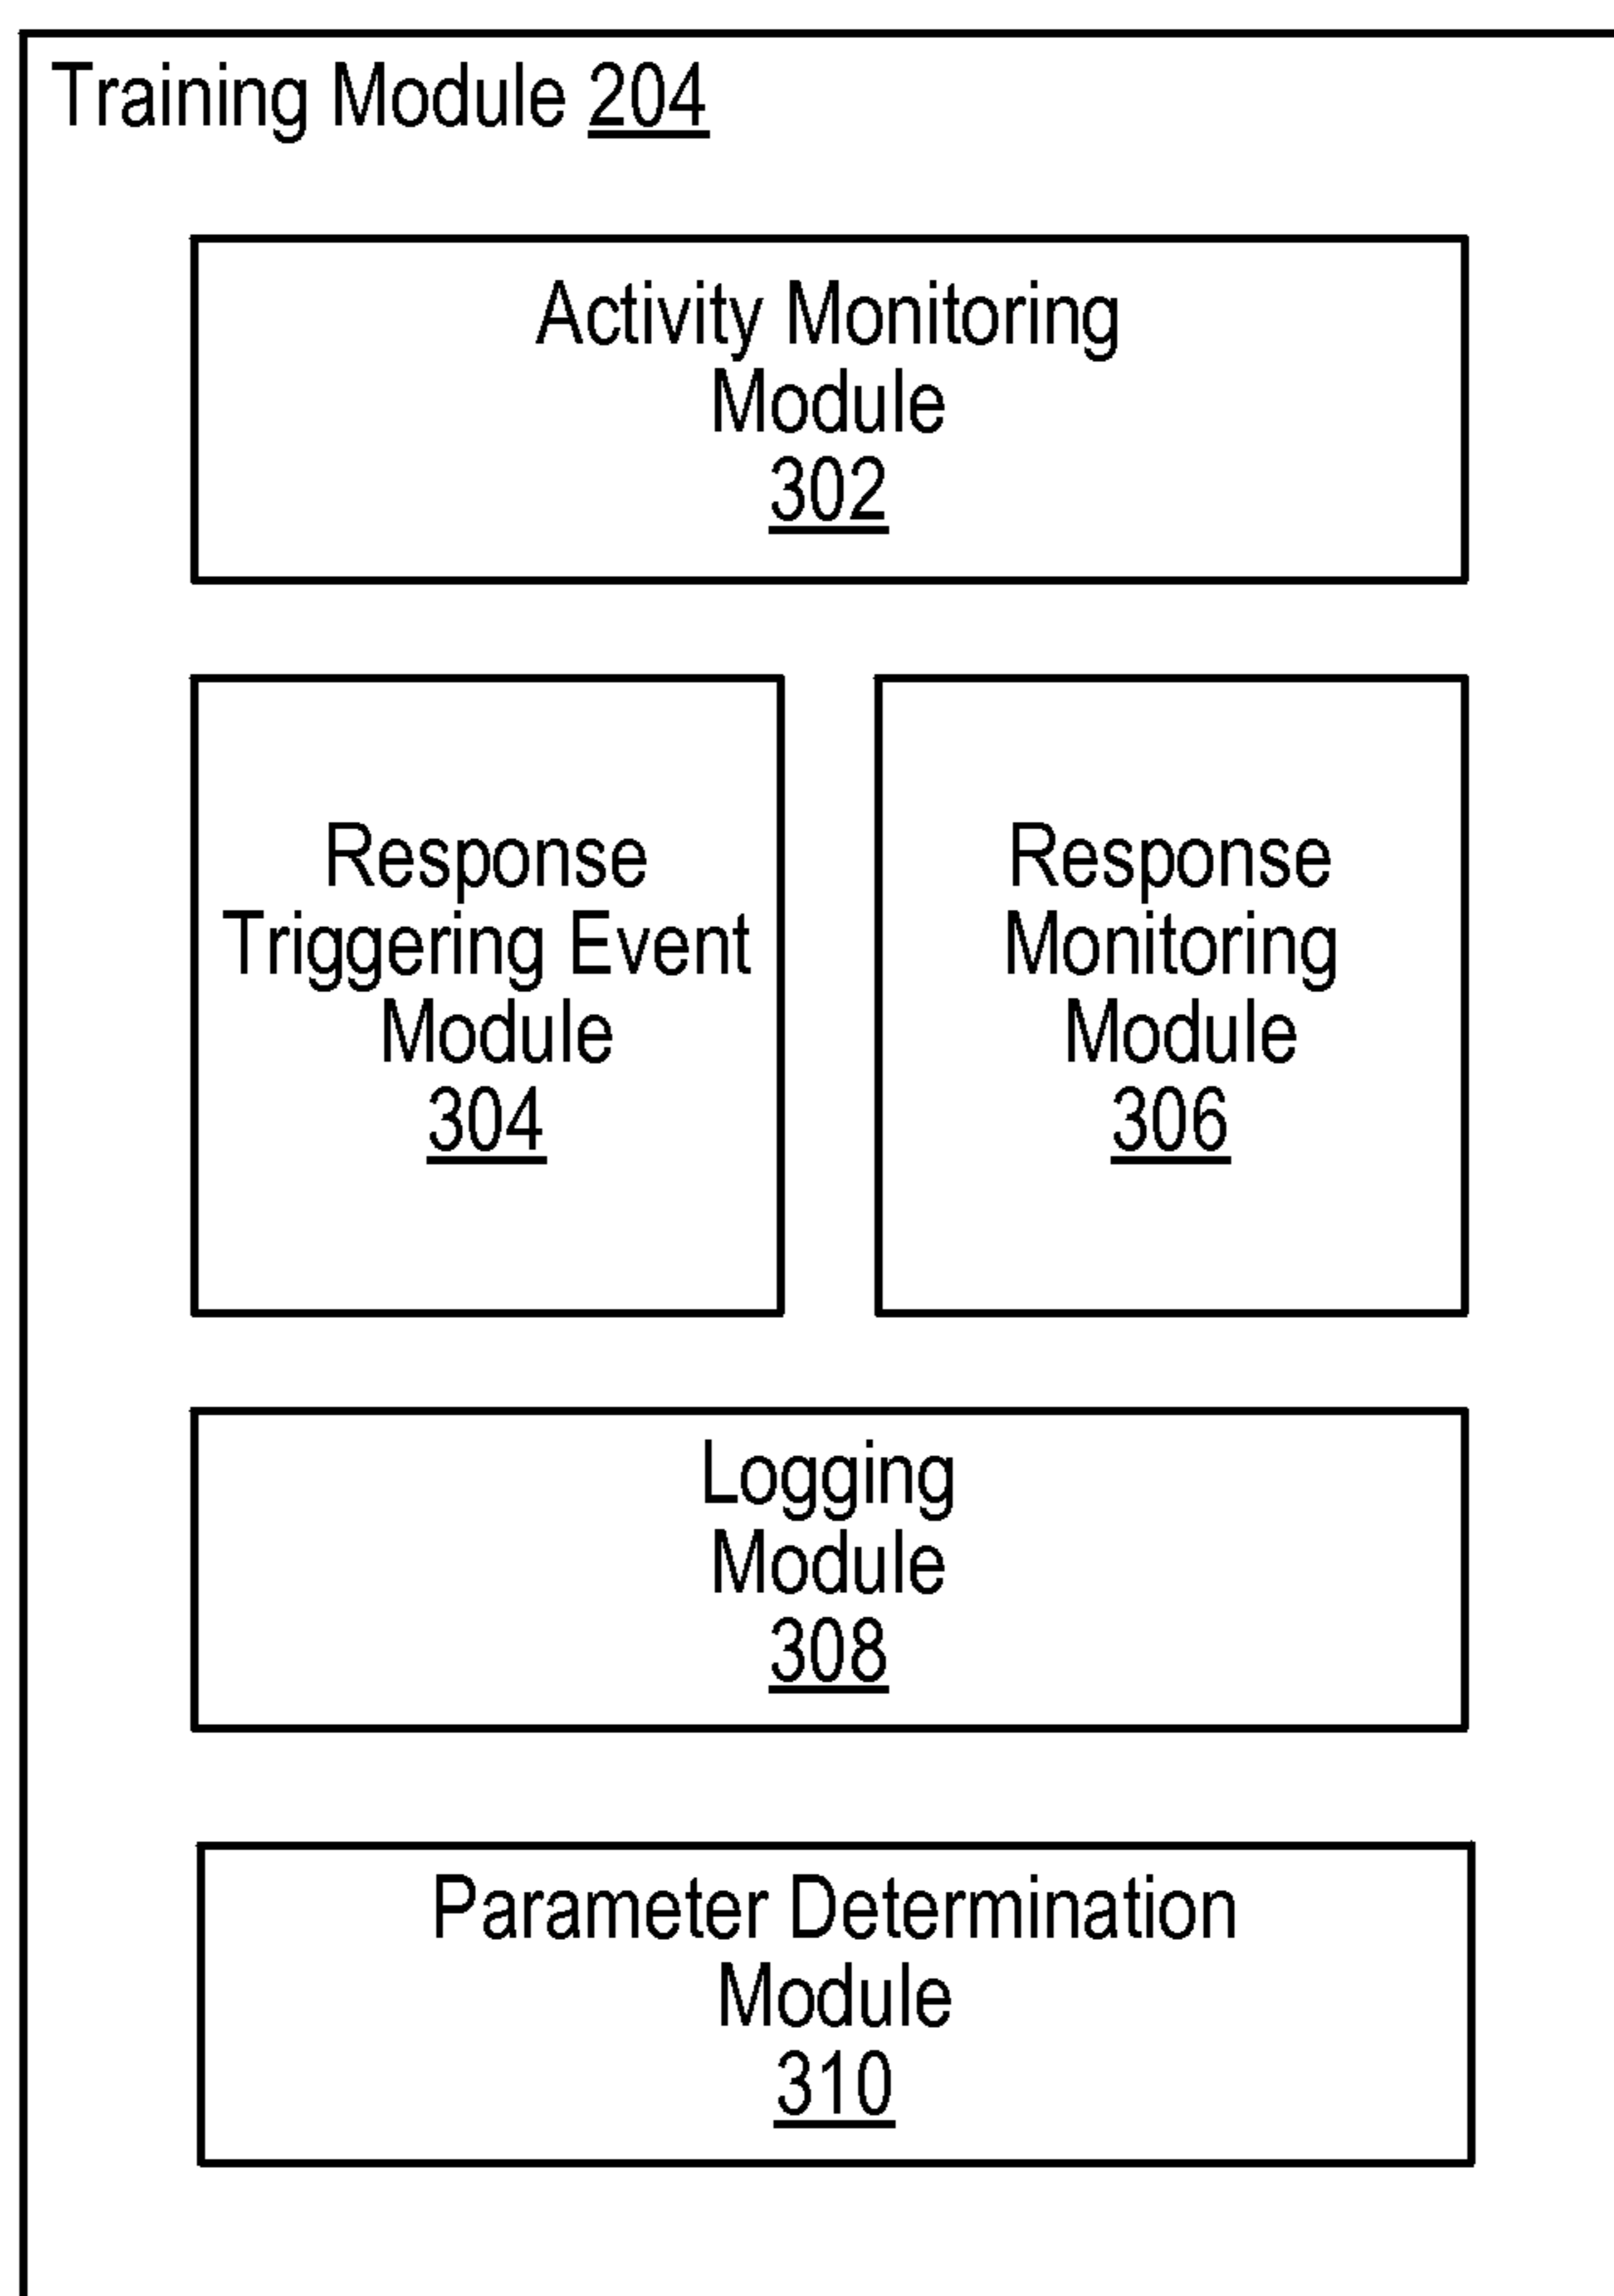 Training Module 204
Activity Monitoring
Module
302
Response
Triggering Event
Module
304
Response
Monitoring
Module
306
Logging
Module
308
Parameter Determination
Module
310